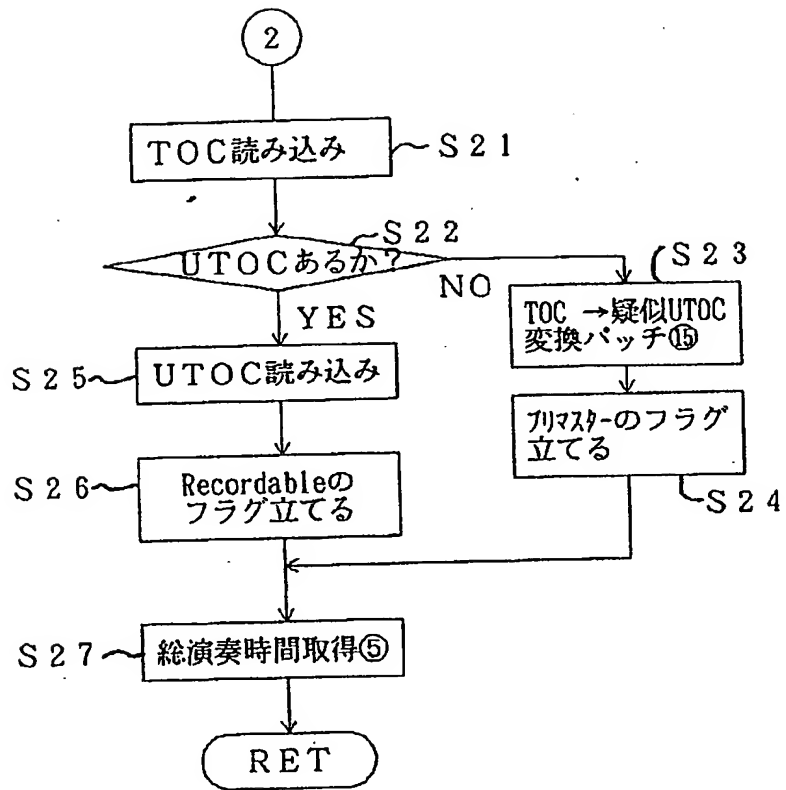 2
TOC読み込み
S21
S22
UTOCあるか?
NO
YES
S23
TOC →疑似UTOC
変換パッチ⑮
S25
UTOC読み込み
プリマスターのフラグ
立てる
S24
S26
Recordableの
フラグ立てる
S27
総演奏時間取得⑤
RET